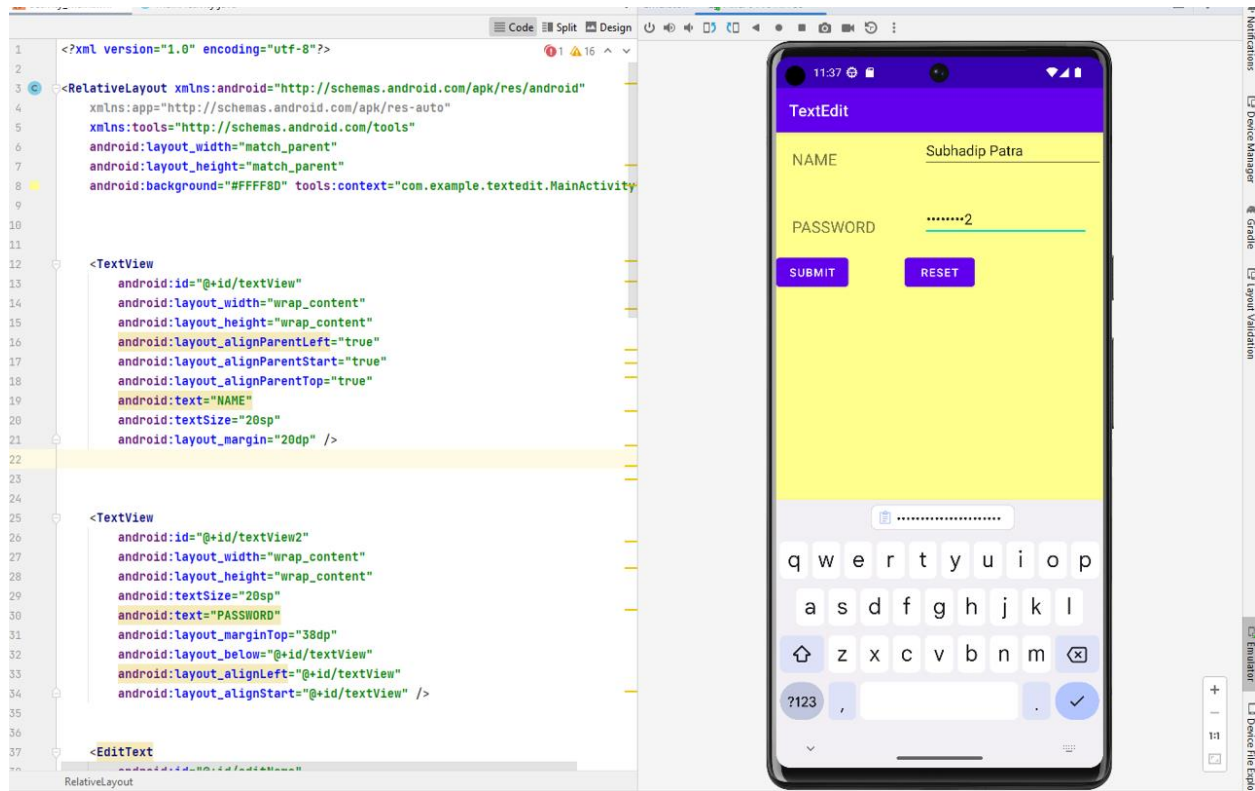 Code Split Design
1 <?xml version="1.0" encoding="utf-8"?> 1 16
2
3 <RelativeLayout xmlns:android="http://schemas.android.com/apk/res/android"
4 xmlns:app="http://schemas.android.com/apk/res-auto"
5 xmlns:tools="http://schemas.android.com/tools"
6 android:layout_width="match_parent"
7 android:layout_height="match_parent"
8 android:background="#FFFF8D" tools:context="com.example.textedit.MainActivity
9
10
11
12 <TextView
13 android:id="@+id/textView"
14 android:layout_width="wrap_content"
15 android:layout_height="wrap_content"
16 android:layout_alignParentLeft="true"
17 android:layout_alignParentStart="true"
18 android:layout_alignParentTop="true"
19 android:text="NAME"
20 android:textSize="20sp"
21 android:layout_margin="20dp" />
22
23
24
25 <TextView
26 android:id="@+id/textView2"
27 android:layout_width="wrap_content"
28 android:layout_height="wrap_content"
29 android:textSize="20sp"
30 android:text="PASSWORD"
31 android:layout_marginTop="38dp"
32 android:layout_below="@+id/textView"
33 android:layout_alignLeft="@+id/textView"
34 android:layout_alignStart="@+id/textView" />
35
36
37 <EditText
RelativeLayout
11:37
TextEdit
NAME Subhadip Patra
PASSWORD ••••••••2
SUBMIT RESET
q w e r t y u i o p
a s d f g h j k l
z x c v b n m
?123 , .
1:1
Notifications
Device Manager
Gradle
Layout Validation
Emulator
Device File Explo